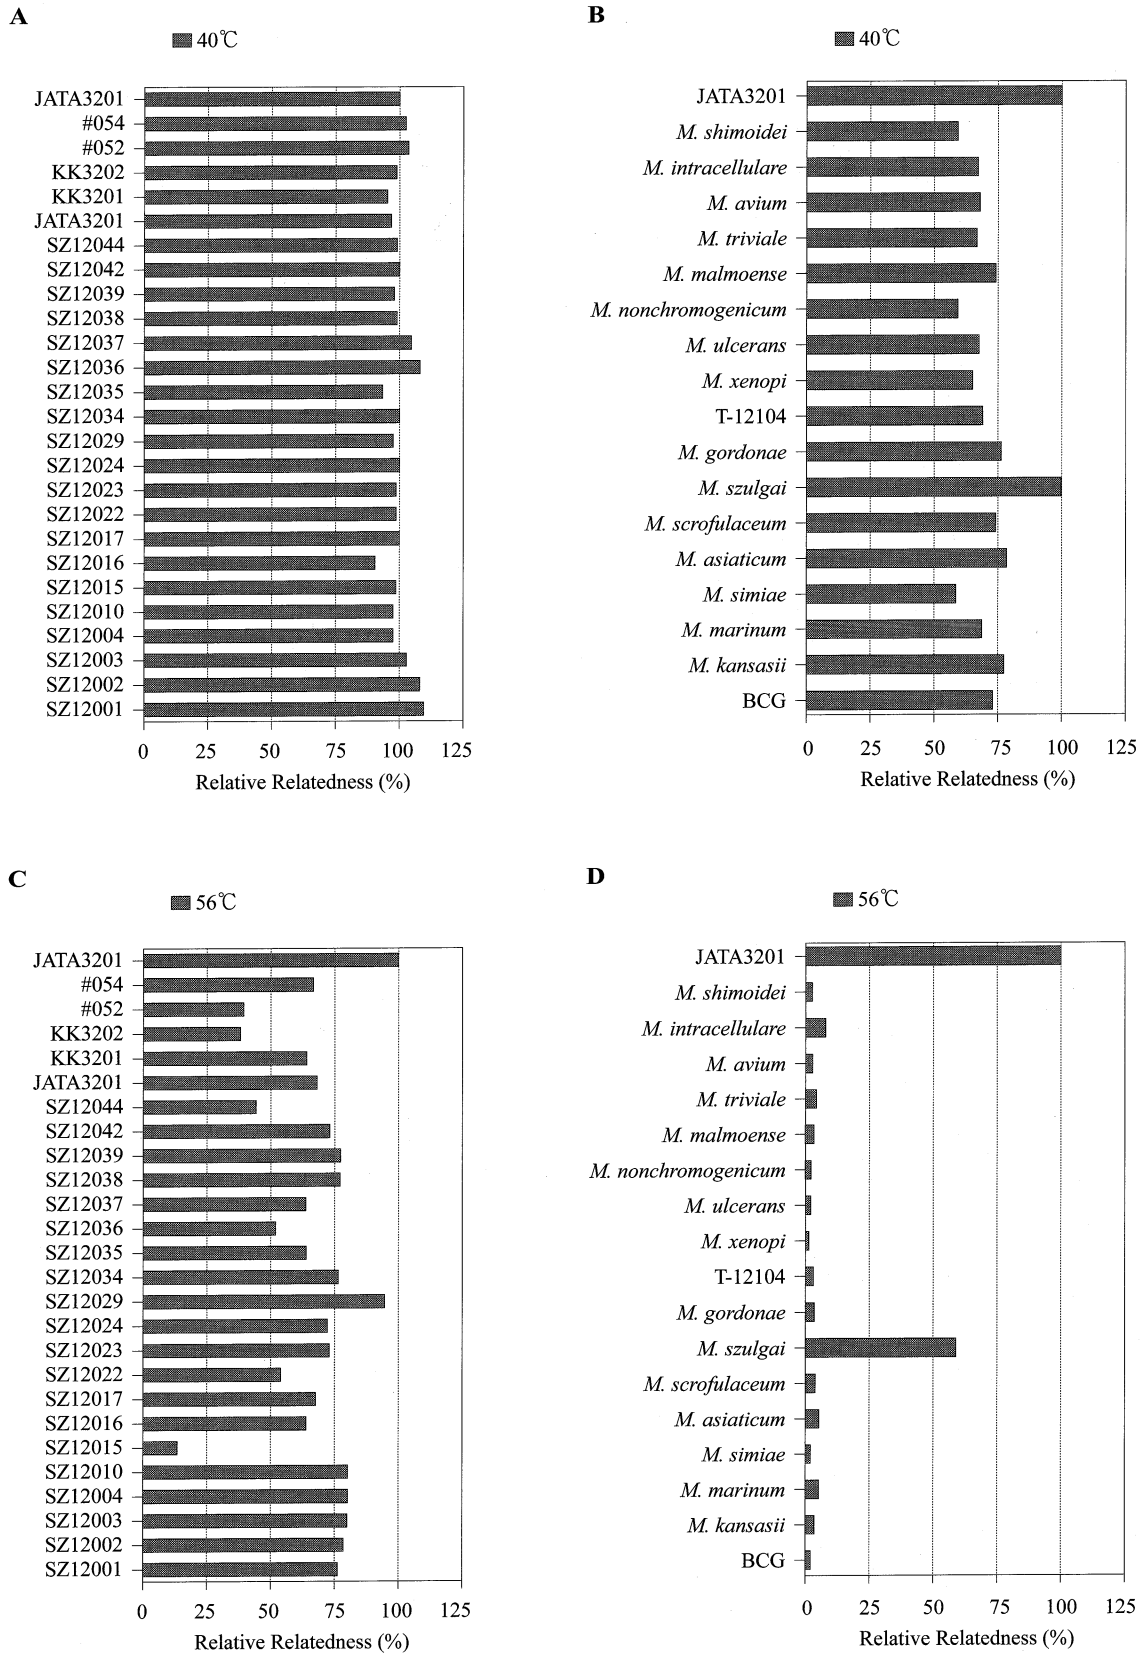 A
40℃
JATA3201
#054
#052
KK3202
KK3201
JATA3201
SZ12044
SZ12042
SZ12039
SZ12038
SZ12037
SZ12036
SZ12035
SZ12034
SZ12029
SZ12024
SZ12023
SZ12022
SZ12017
SZ12016
SZ12015
SZ12010
SZ12004
SZ12003
SZ12002
SZ12001
0 25 50 75 100 125
Relative Relatedness (%)
B
40℃
JATA3201
M. shimoidei
M. intracellulare
M. avium
M. triviale
M. malmoense
M. nonchromogenicum
M. ulcerans
M. xenopi
T-12104
M. gordonae
M. szulgai
M. scrofulaceum
M. asiaticum
M. simiae
M. marinum
M. kansasii
BCG
0 25 50 75 100 125
Relative Relatedness (%)
C
56℃
JATA3201
#054
#052
KK3202
KK3201
JATA3201
SZ12044
SZ12042
SZ12039
SZ12038
SZ12037
SZ12036
SZ12035
SZ12034
SZ12029
SZ12024
SZ12023
SZ12022
SZ12017
SZ12016
SZ12015
SZ12010
SZ12004
SZ12003
SZ12002
SZ12001
0 25 50 75 100 125
Relative Relatedness (%)
D
56℃
JATA3201
M. shimoidei
M. intracellulare
M. avium
M. triviale
M. malmoense
M. nonchromogenicum
M. ulcerans
M. xenopi
T-12104
M. gordonae
M. szulgai
M. scrofulaceum
M. asiaticum
M. simiae
M. marinum
M. kansasii
BCG
0 25 50 75 100 125
Relative Relatedness (%)